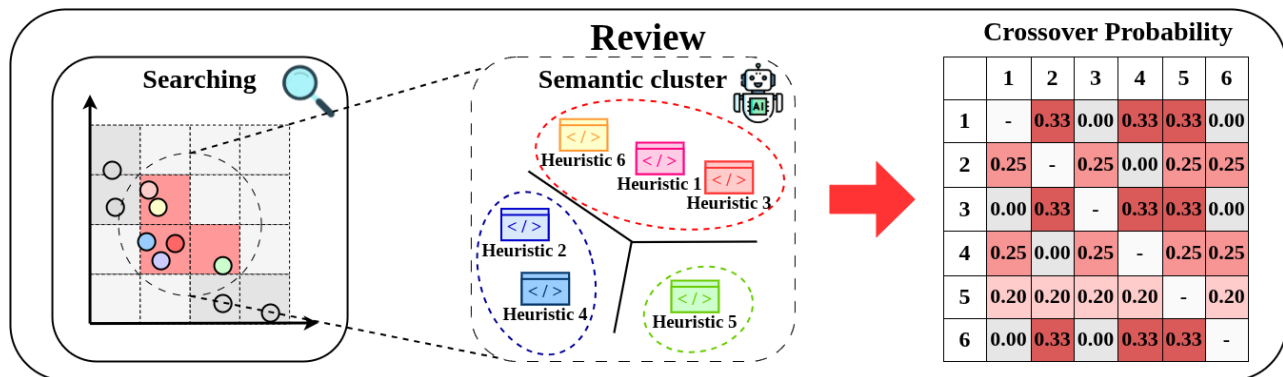 Review
Searching
Semantic cluster
AI
< / >
Heuristic 6
< / >
Heuristic 1
< / >
Heuristic 3
< / >
Heuristic 2
< / >
Heuristic 4
< / >
Heuristic 5
Crossover Probability
1 2 3 4 5 6
1 - 0.33 0.00 0.33 0.33 0.00
2 0.25 - 0.25 0.00 0.25 0.25
3 0.00 0.33 - 0.33 0.33 0.00
4 0.25 0.00 0.25 - 0.25 0.25
5 0.20 0.20 0.20 0.20 - 0.20
6 0.00 0.33 0.00 0.33 0.33 -